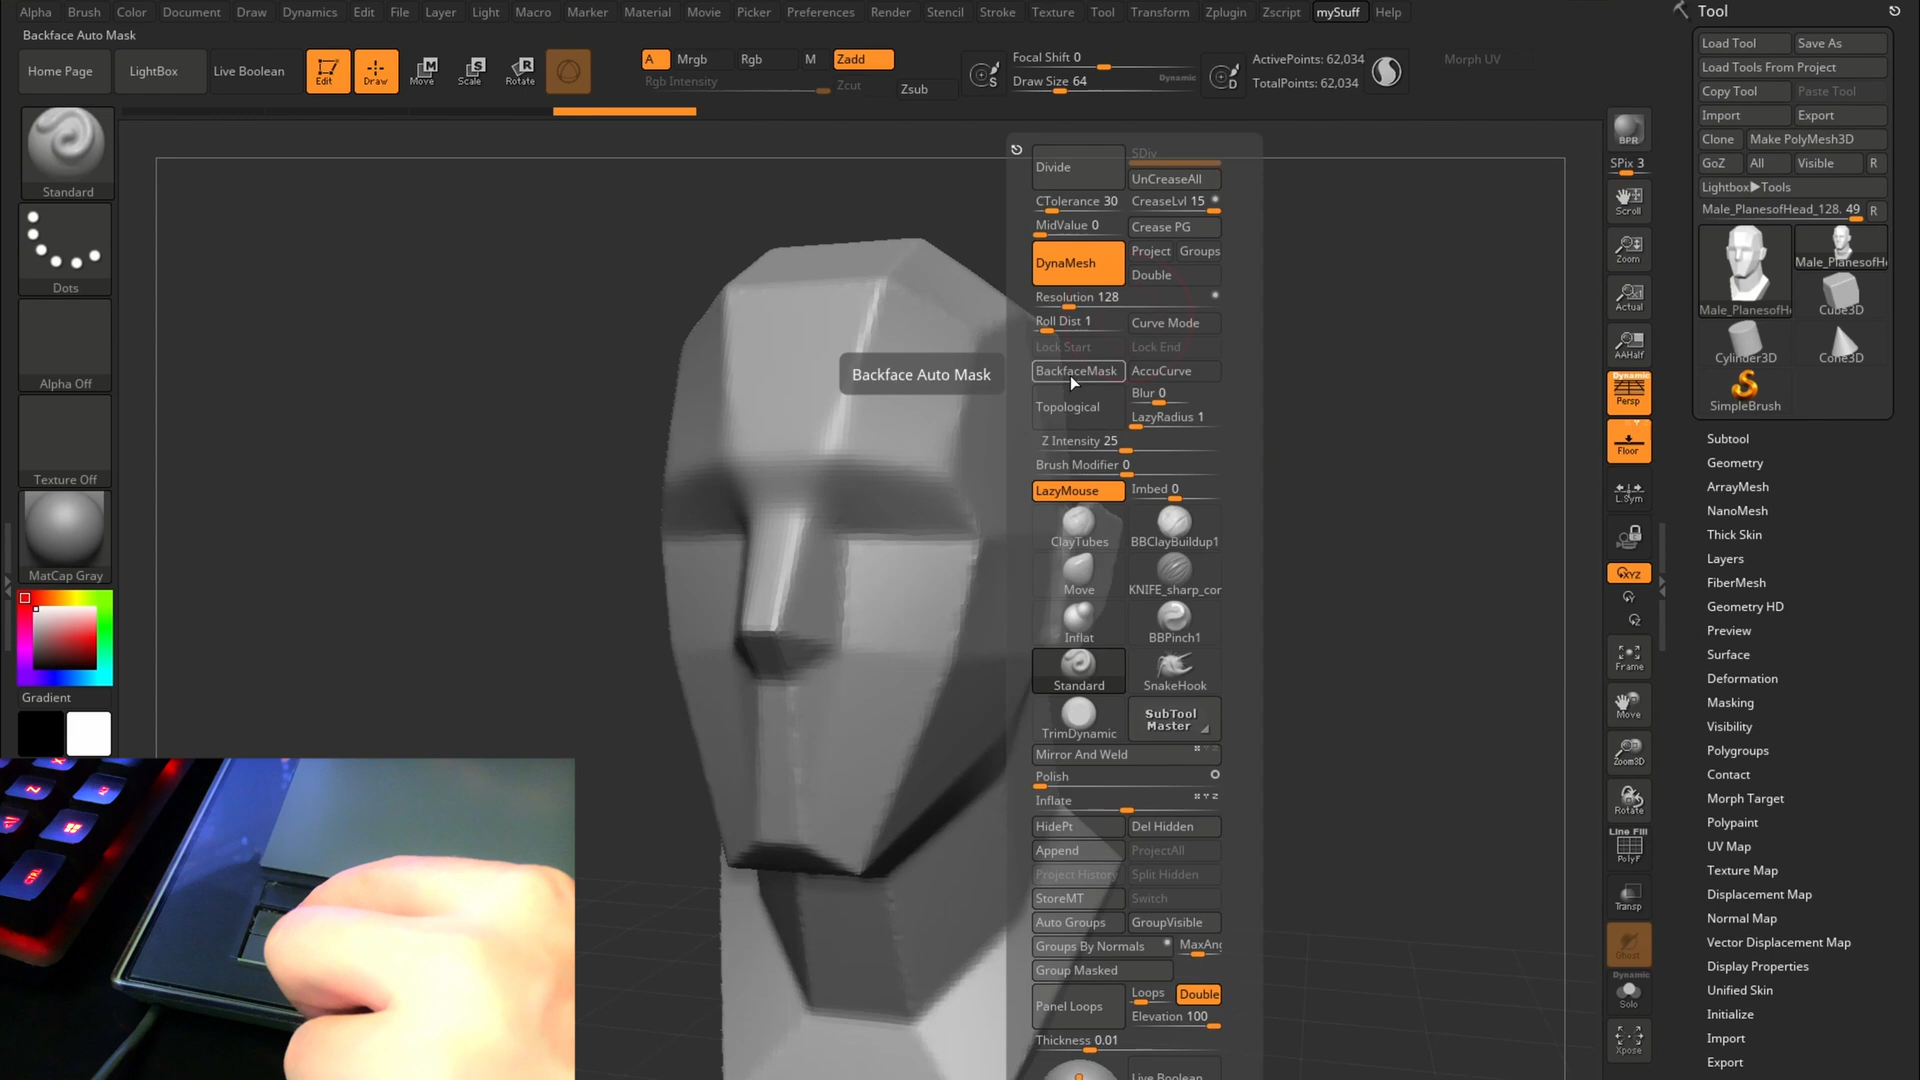 Alpha Brush Color Document Draw Dynamics Edit File Layer Light Macro Marker Material Movie Picker Preferences Render Stencil Stroke Texture Tool Transform Zplugin Zscript myStuff Help
Backface Auto Mask
Home Page LightBox Live Boolean Edit Draw Move Scale Rotate
A Mrgb Rgb M Zadd
Rgb Intensity Zcut Zsub
S Focal Shift 0
Draw Size 64 Dynamic
D ActivePoints: 62,034
TotalPoints: 62,034
Morph UV
Standard
Dots
Alpha Off
Texture Off
MatCap Gray
Gradient
Backface Auto Mask
SDiv
Divide UnCreaseAll
CTolerance 30 CreaseLvl 15
MidValue 0 Crease PG
DynaMesh Project Groups
Double
Resolution 128
Roll Dist 1 Curve Mode
Lock Start Lock End
BackfaceMask AccuCurve
Topological Blur 0
LazyRadius 1
Z Intensity 25
Brush Modifier 0
LazyMouse Imbed 0
ClayTubes BBClayBuildup1
Move KNIFE_sharp_cor
Inflat BBPinch1
Standard SnakeHook
TrimDynamic SubTool Master
Mirror And Weld
Polish
Inflate
HidePt Del Hidden
Append ProjectAll
Project History Split Hidden
StoreMT Switch
Auto Groups GroupVisible
Groups By Normals MaxAng
Group Masked
Panel Loops Loops Double
Elevation 100
Thickness 0.01
Live Boolean
BPR
SPix 3
Scroll
Zoom
Actual
AAHalf
Dynamic
Persp
Floor
L.Sym
XYZ
Y
Z
Frame
Move
Zoom3D
Rotate
Line Fill
PolyF
Transp
Ghost
Dynamic
Solo
Xpose
Tool
Load Tool Save As
Load Tools From Project
Copy Tool Paste Tool
Import Export
Clone Make PolyMesh3D
GoZ All Visible R
Lightbox▶Tools
Male_PlanesofHead_128. 49 R
Male_PlanesofH
Male_PlanesofH Cube3D
Cylinder3D Cone3D
SimpleBrush
Subtool
Geometry
ArrayMesh
NanoMesh
Thick Skin
Layers
FiberMesh
Geometry HD
Preview
Surface
Deformation
Masking
Visibility
Polygroups
Contact
Morph Target
Polypaint
UV Map
Texture Map
Displacement Map
Normal Map
Vector Displacement Map
Display Properties
Unified Skin
Initialize
Import
Export
X
Z
CTRL